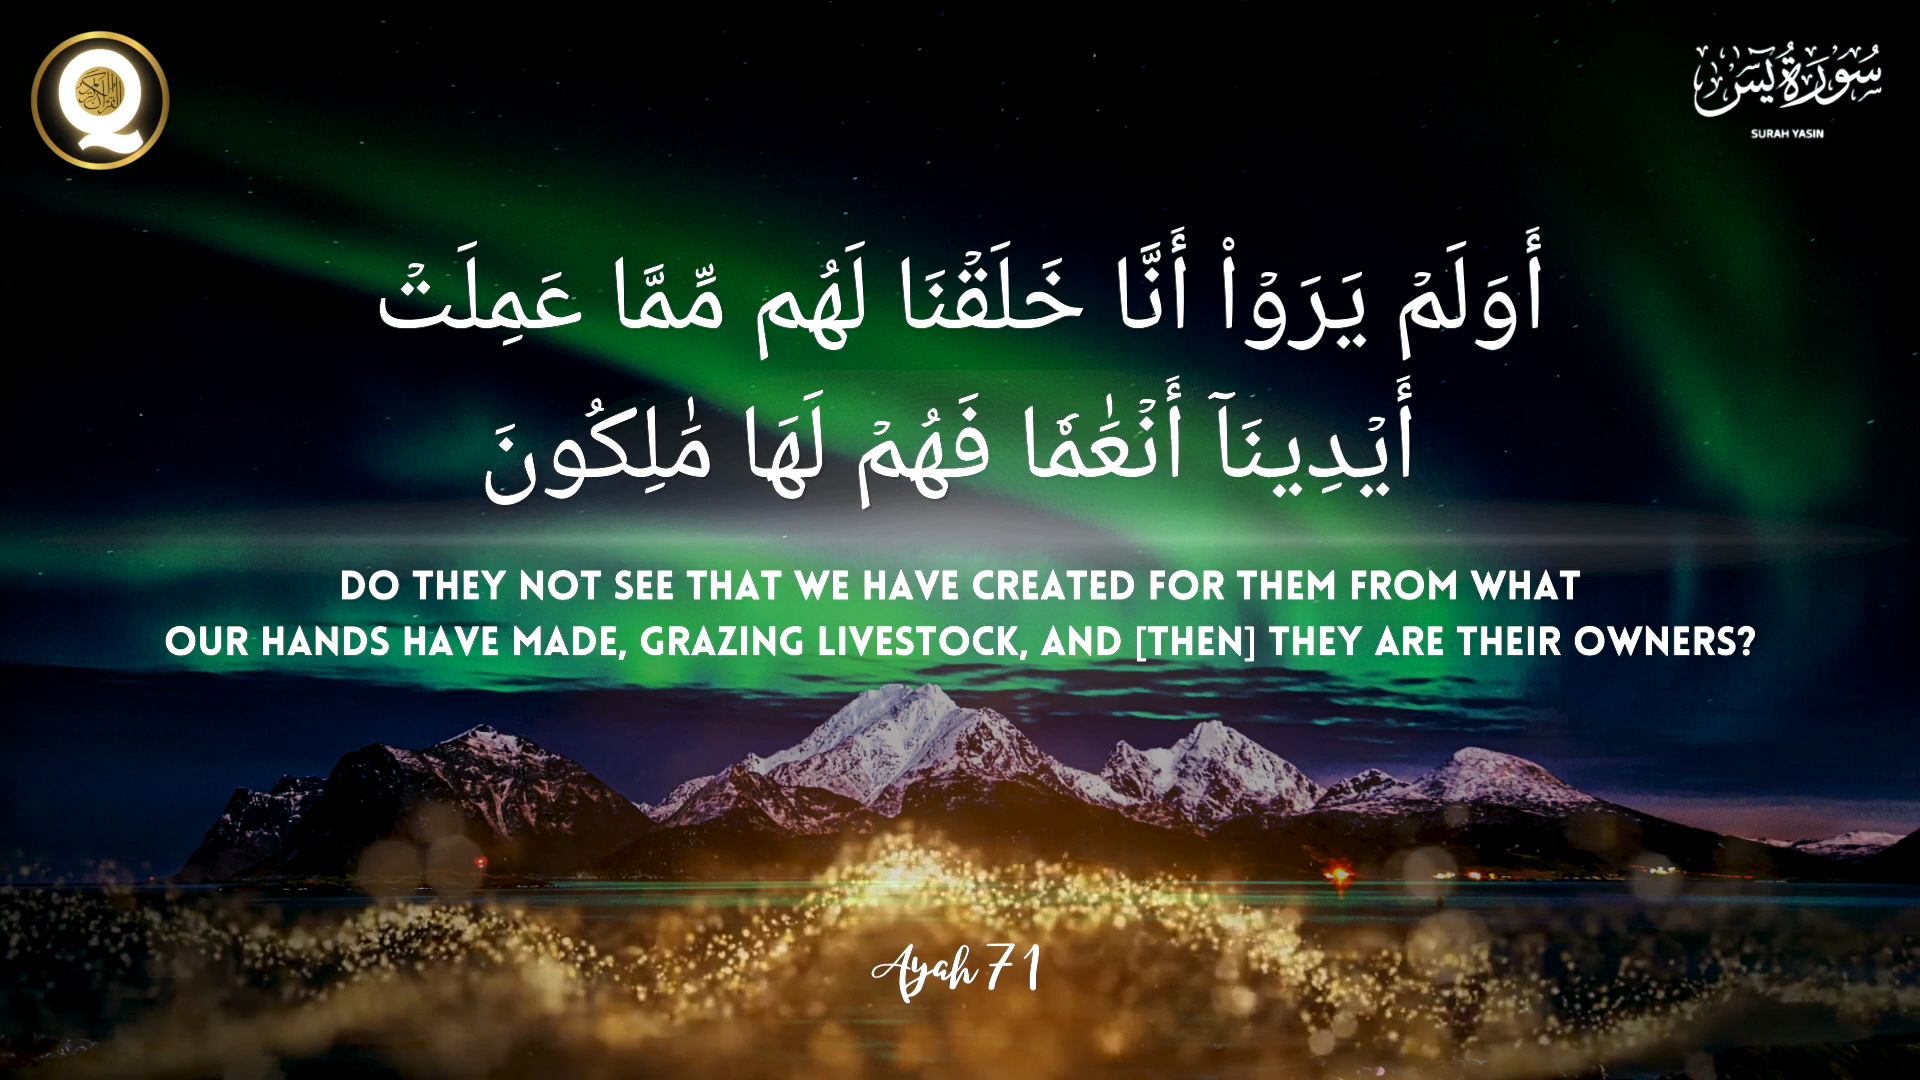 سُورَةُ يسٓ
SURAH YASIN
أَوَلَمْ يَرَوْا۟ أَنَّا خَلَقْنَا لَهُم مِّمَّا عَمِلَتْ
أَيْدِينَآ أَنْعَٰمًا فَهُمْ لَهَا مَٰلِكُونَ
DO THEY NOT SEE THAT WE HAVE CREATED FOR THEM FROM WHAT
OUR HANDS HAVE MADE, GRAZING LIVESTOCK, AND [THEN] THEY ARE THEIR OWNERS?
Ayah 71